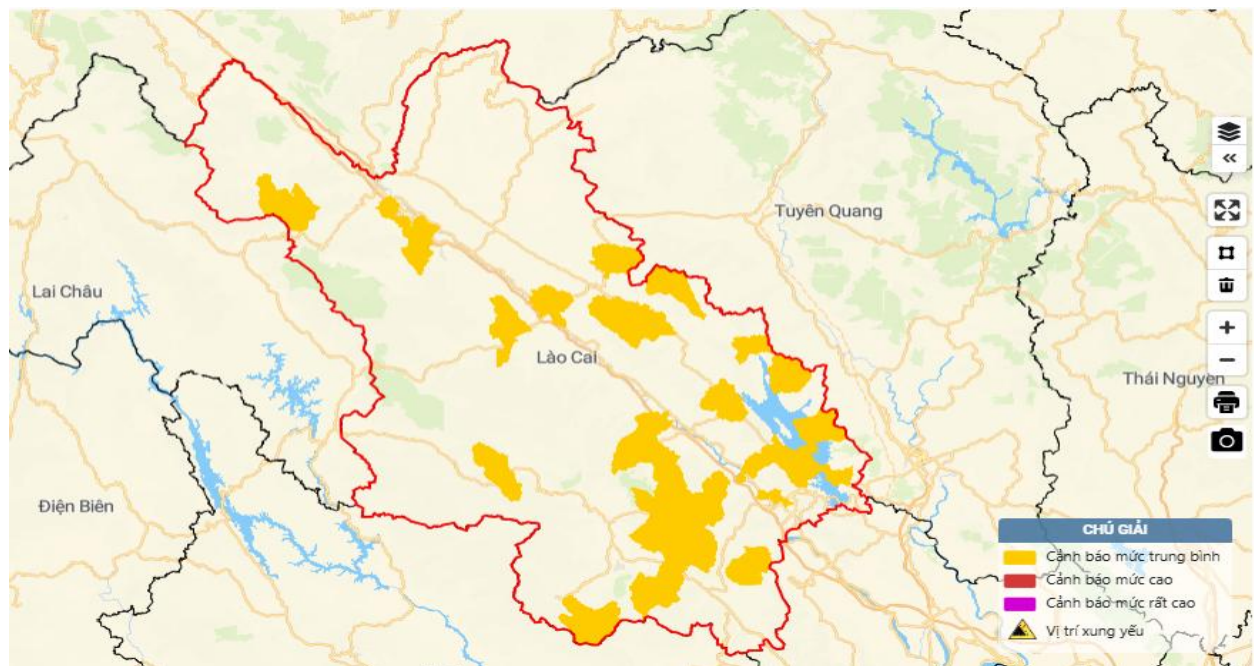 Tuyên Quang
Lai Châu
Lào Cai
Thái Nguyên
Điện Biên
CHÚ GIẢI
Cảnh báo mức trung bình
Cảnh báo mức cao
Cảnh báo mức rất cao
Vị trí xung yếu